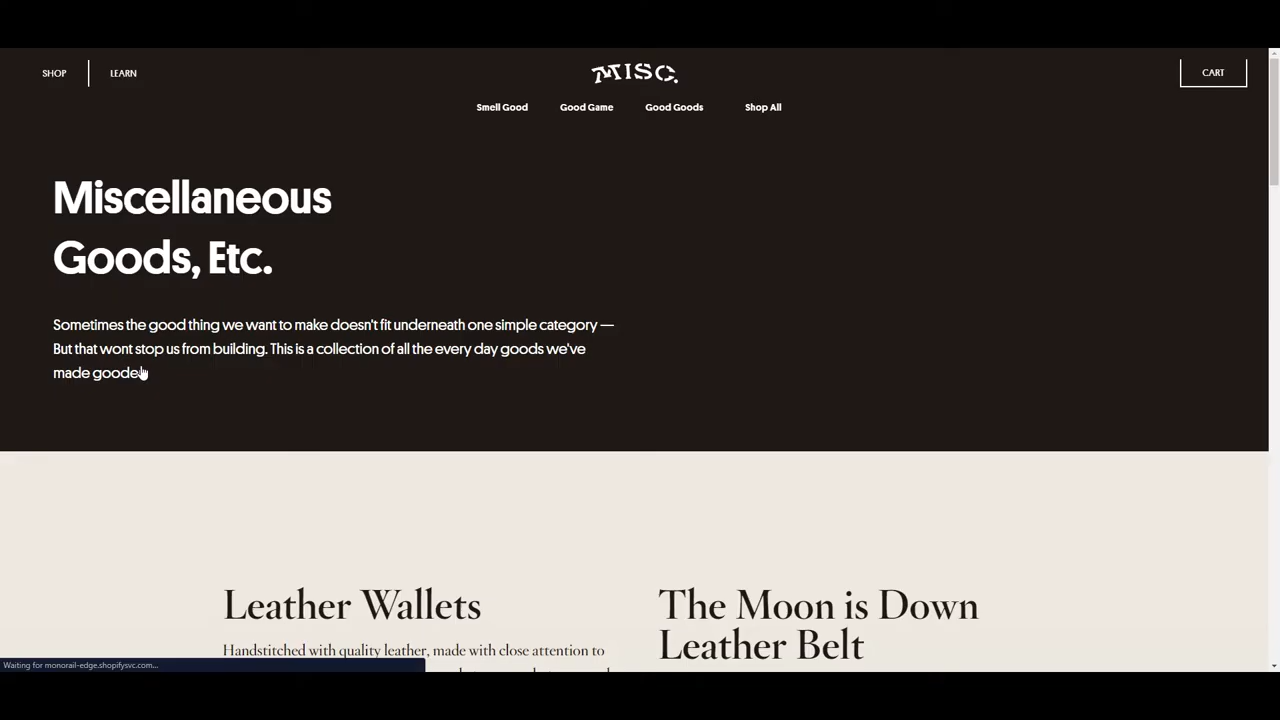 SHOP
LEARN
MISC.
CART
Smell Good
Good Game
Good Goods
Shop All
Miscellaneous
Goods, Etc.
Sometimes the good thing we want to make doesn't fit underneath one simple category —
But that wont stop us from building. This is a collection of all the every day goods we've
made
Leather Wallets
The Moon is Down
Leather Belt
Handstitched with quality leather, made with close attention to
Waiting for monorail-edge.shopifysvc.com...